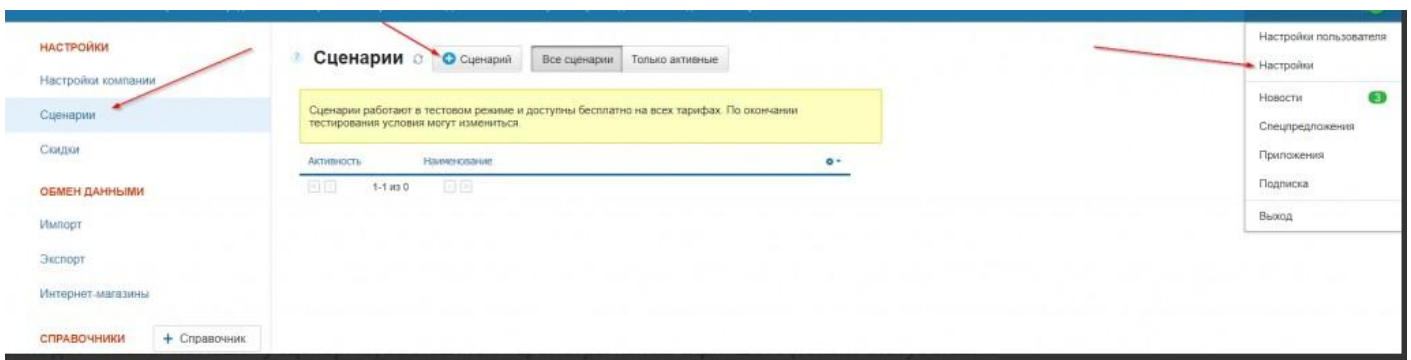 НАСТРОЙКИ
Настройки компании
Сценарии
Скидки
ОБМЕН ДАННЫМИ
Импорт
Экспорт
Интернет-магазины
СПРАВОЧНИКИ
+ Справочник
? Сценарии
Сценарий
Все сценарии
Только активные
Сценарии работают в тестовом режиме и доступны бесплатно на всех тарифах. По окончании
тестирования условия могут измениться.
Активность
Наименование
1-1 из 0
Настройки пользователя
Настройки
Новости
3
Спецпредложения
Приложения
Подписка
Выход